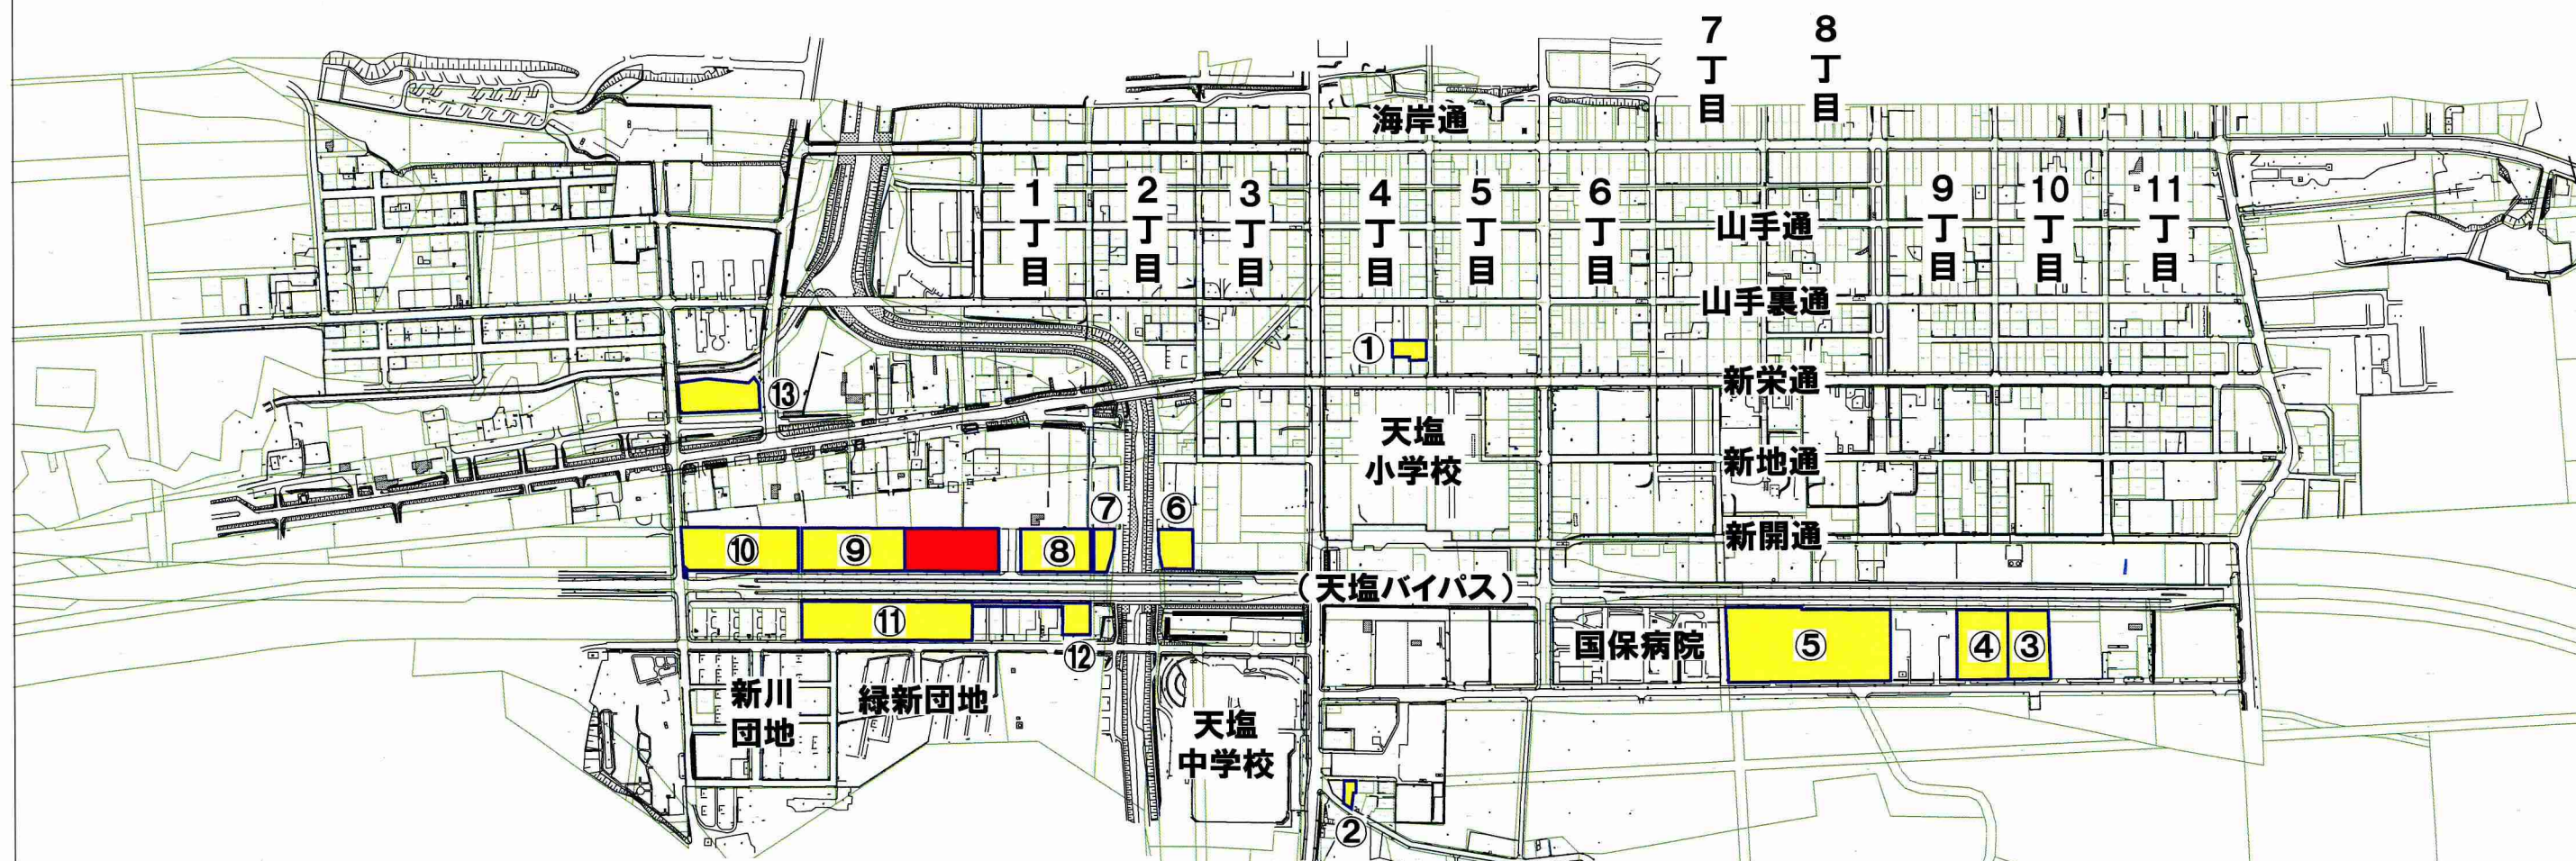 7丁目
8丁目
海岸通
1丁目
2丁目
3丁目
4丁目
5丁目
6丁目
山手通
9丁目
10丁目
11丁目
山手裏通
①
新栄通
⑬
天塩
小学校
新地通
⑦
⑥
新開通
⑩
⑨
⑧
(天塩バイパス)
⑪
⑫
国保病院
⑤
④
③
新川
団地
緑新団地
天塩
中学校
②